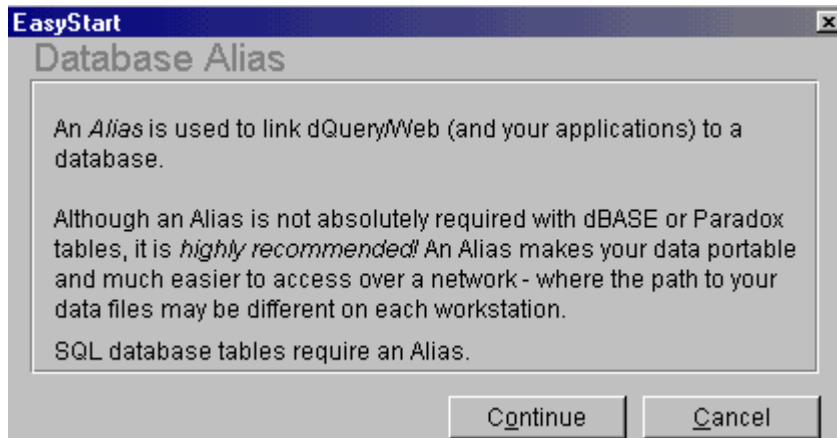 EasyStart
Database Alias
An Alias is used to link dQuery/Web (and your applications) to a
database.
Although an Alias is not absolutely required with dBASE or Paradox
tables, it is highly recommended! An Alias makes your data portable
and much easier to access over a network - where the path to your
data files may be different on each workstation.
SQL database tables require an Alias.
Continue
Cancel